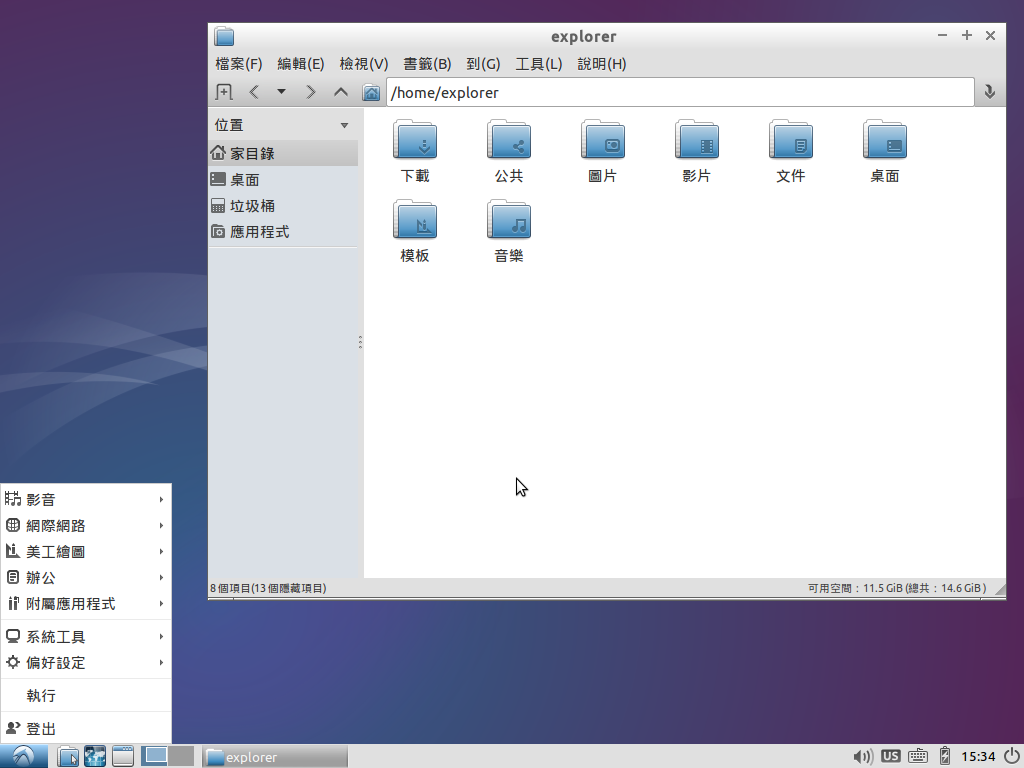 explorer
檔案(F) 編輯(E) 檢視(V) 書籤(B) 到(G) 工具(L) 說明(H)
/home/explorer
位置
家目錄
桌面
垃圾桶
應用程式
下載 公共 圖片 影片 文件 桌面
模板 音樂
8個項目(13個隱藏項目) 可用空間：11.5 GiB (總共：14.6 GiB )
影音
網際網路
美工繪圖
辦公
附屬應用程式
系統工具
偏好設定
執行
登出
explorer US 15:34